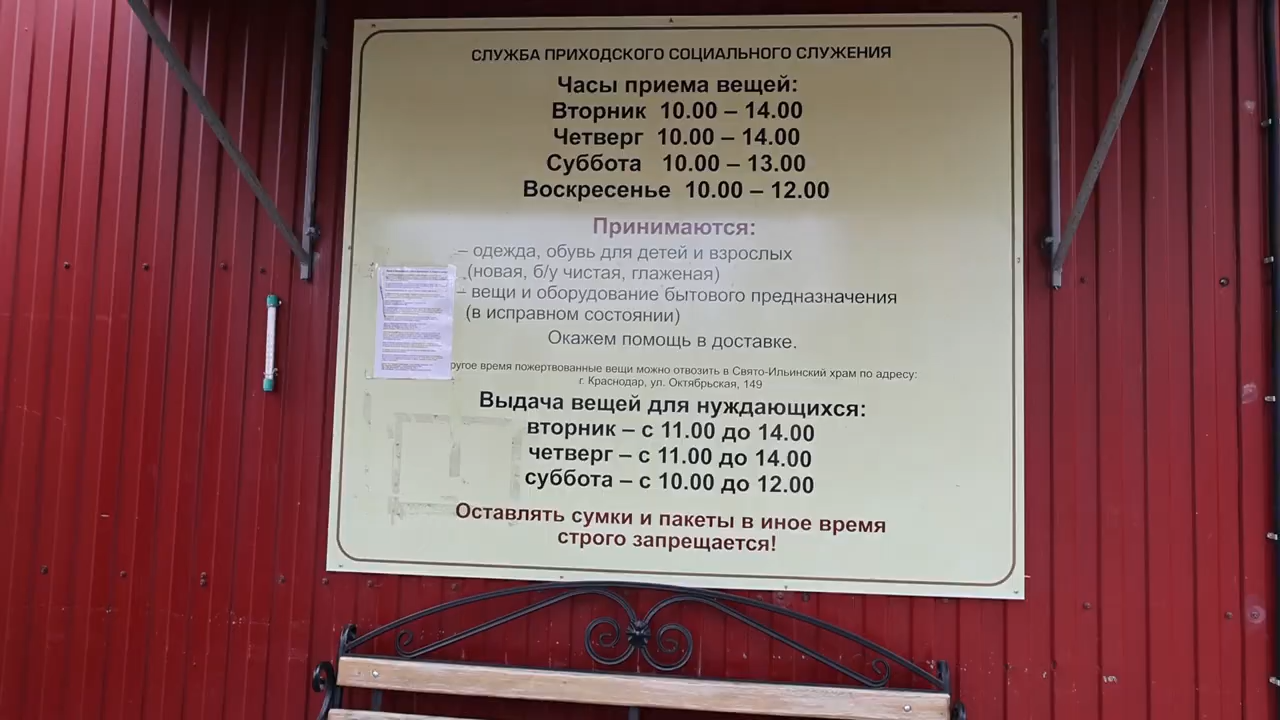 СЛУЖБА ПРИХОДСКОГО СОЦИАЛЬНОГО СЛУЖЕНИЯ
Часы приема вещей:
Вторник 10.00 – 14.00
Четверг 10.00 – 14.00
Суббота 10.00 – 13.00
Воскресенье 10.00 – 12.00
Принимаются:
– одежда, обувь для детей и взрослых
(новая, б/у чистая, глаженая)
– вещи и оборудование бытового предназначения
(в исправном состоянии)
Окажем помощь в доставке.
ругое время пожертвованные вещи можно отвозить в Свято-Ильинский храм по адресу:
г. Краснодар, ул. Октябрьская, 149
Выдача вещей для нуждающихся:
вторник – с 11.00 до 14.00
четверг – с 11.00 до 14.00
суббота – с 10.00 до 12.00
Оставлять сумки и пакеты в иное время
строго запрещается!